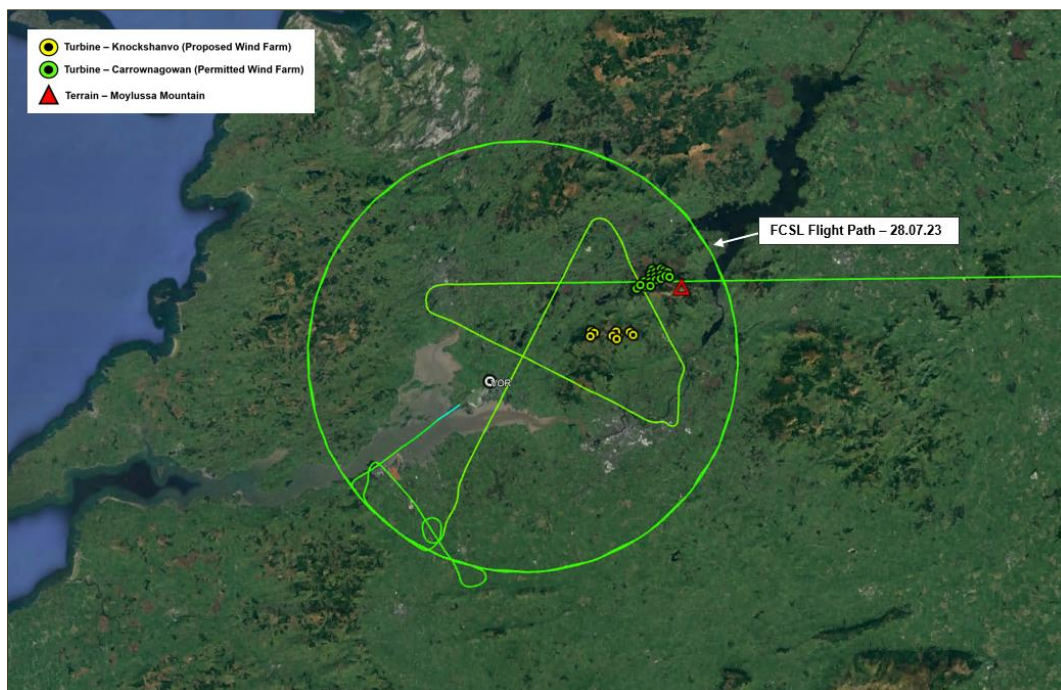 Turbine – Knockshanvo (Proposed Wind Farm)
Turbine – Carrownagowan (Permitted Wind Farm)
Terrain – Moylussa Mountain
FCSL Flight Path – 28.07.23